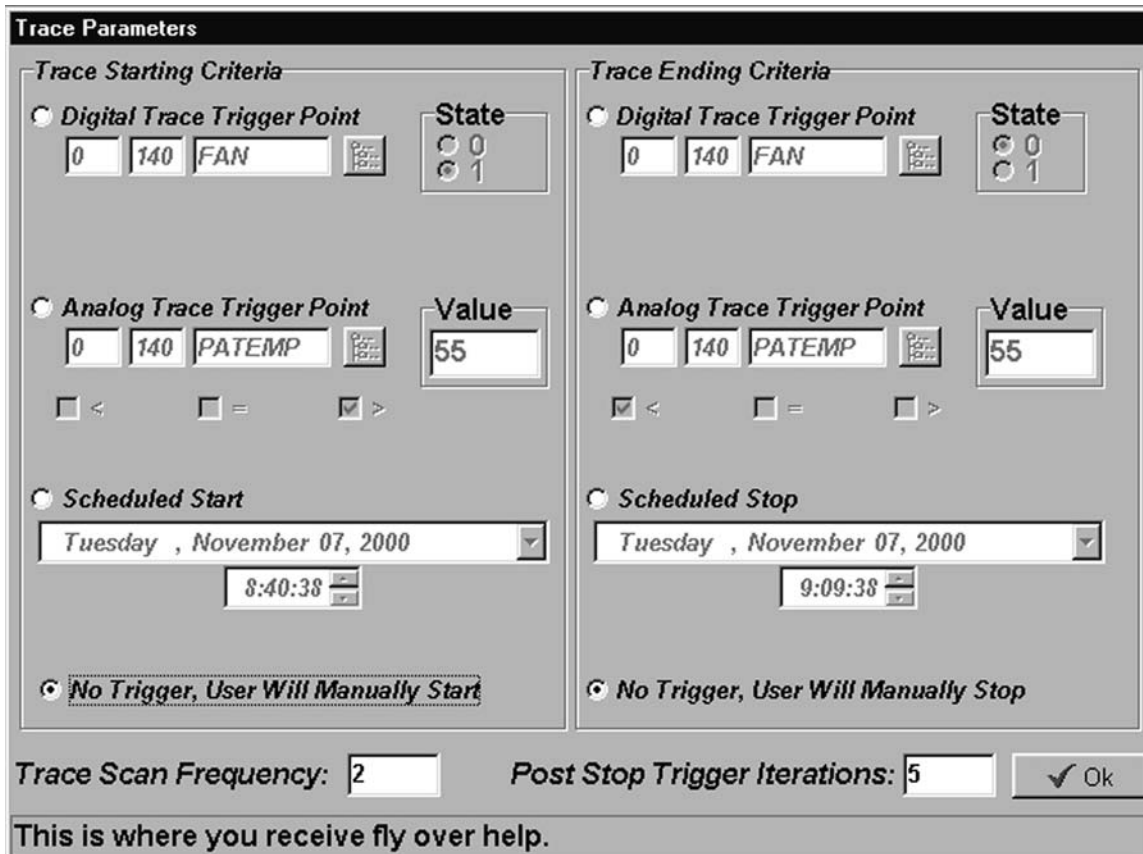 Trace Parameters
Trace Starting Criteria
Digital Trace Trigger Point
State
0 140 FAN
0
1
Analog Trace Trigger Point
Value
0 140 PATEMP
55
< = >
Scheduled Start
Tuesday , November 07, 2000
8:40:38
No Trigger, User Will Manually Start
Trace Ending Criteria
Digital Trace Trigger Point
State
0 140 FAN
0
1
Analog Trace Trigger Point
Value
0 140 PATEMP
55
< = >
Scheduled Stop
Tuesday , November 07, 2000
9:09:38
No Trigger, User Will Manually Stop
Trace Scan Frequency: 2
Post Stop Trigger Iterations: 5
Ok
This is where you receive fly over help.